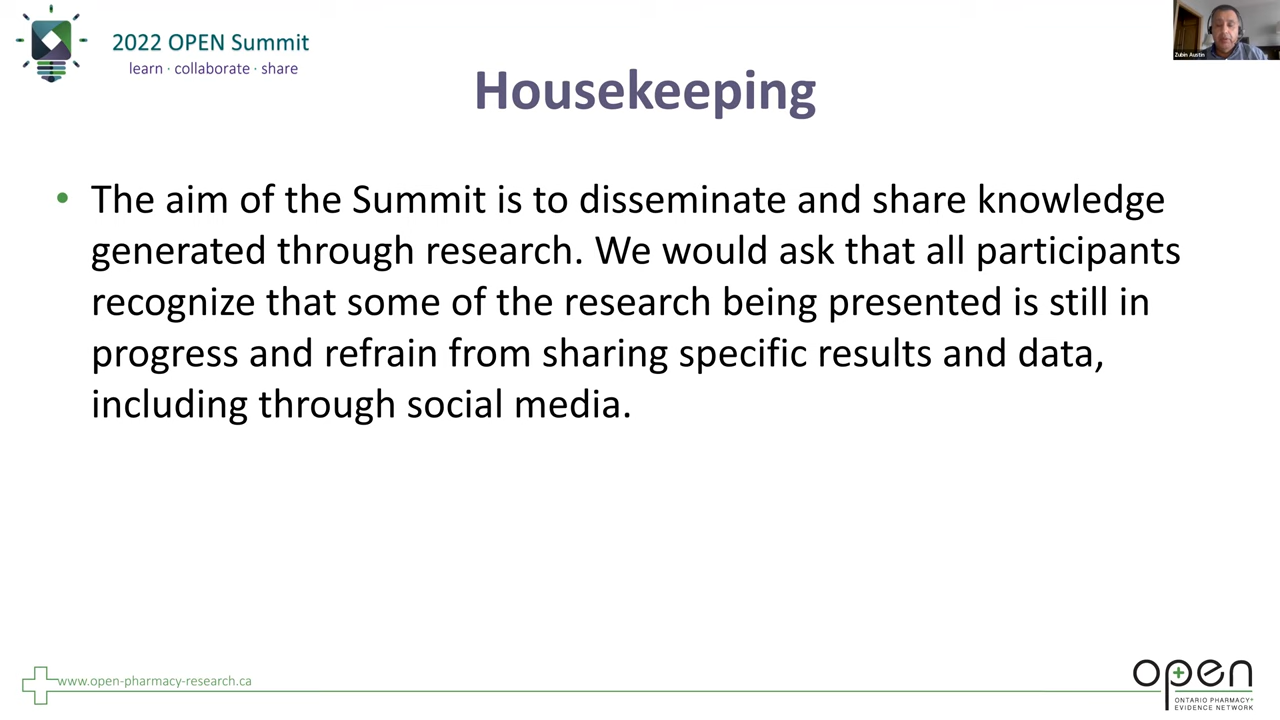 2022 OPEN Summit
learn · collaborate · share
Zubin Austin
Housekeeping
• The aim of the Summit is to disseminate and share knowledge
generated through research. We would ask that all participants
recognize that some of the research being presented is still in
progress and refrain from sharing specific results and data,
including through social media.
www.open-pharmacy-research.ca
open
ONTARIO PHARMACY
EVIDENCE NETWORK